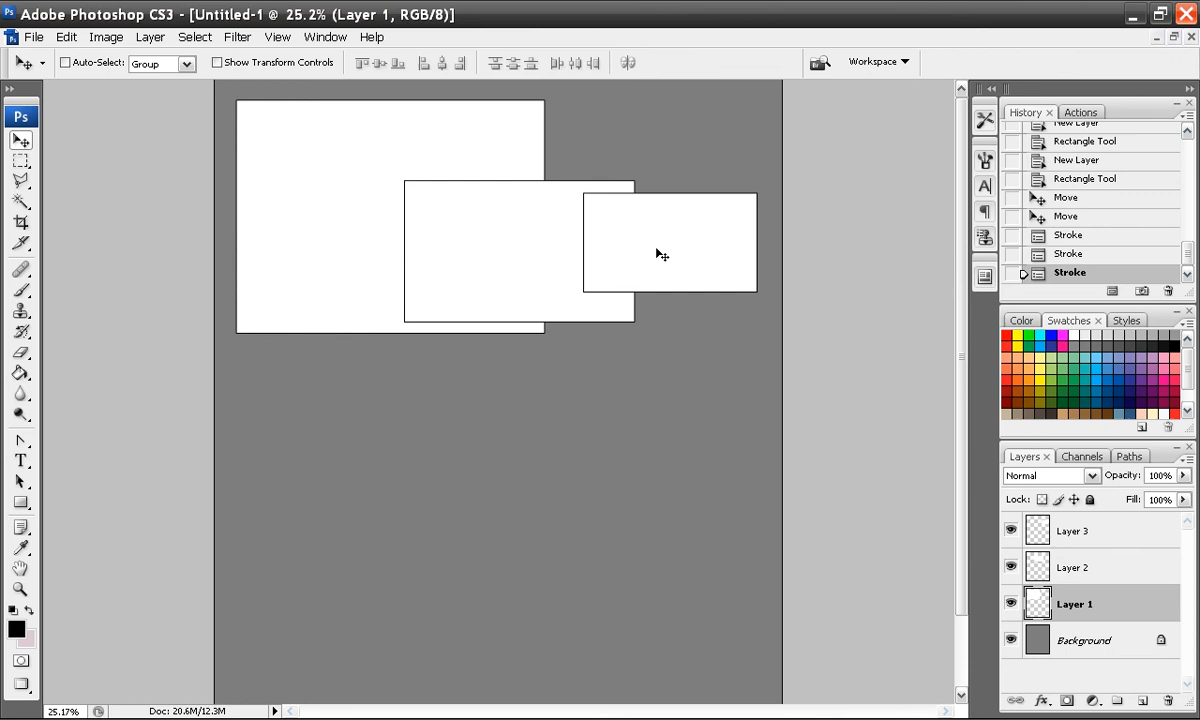 Adobe Photoshop CS3 - [Untitled-1 @ 25.2% (Layer 1, RGB/8)]
File Edit Image Layer Select Filter View Window Help
Auto-Select: Group Show Transform Controls Workspace
Ps
History Actions
New Layer
Rectangle Tool
New Layer
Rectangle Tool
Move
Move
Stroke
Stroke
Stroke
Color Swatches Styles
Layers Channels Paths
Normal Opacity: 100%
Lock: Fill: 100%
Layer 3
Layer 2
Layer 1
Background
25.17% Doc: 20.6M/12.3M